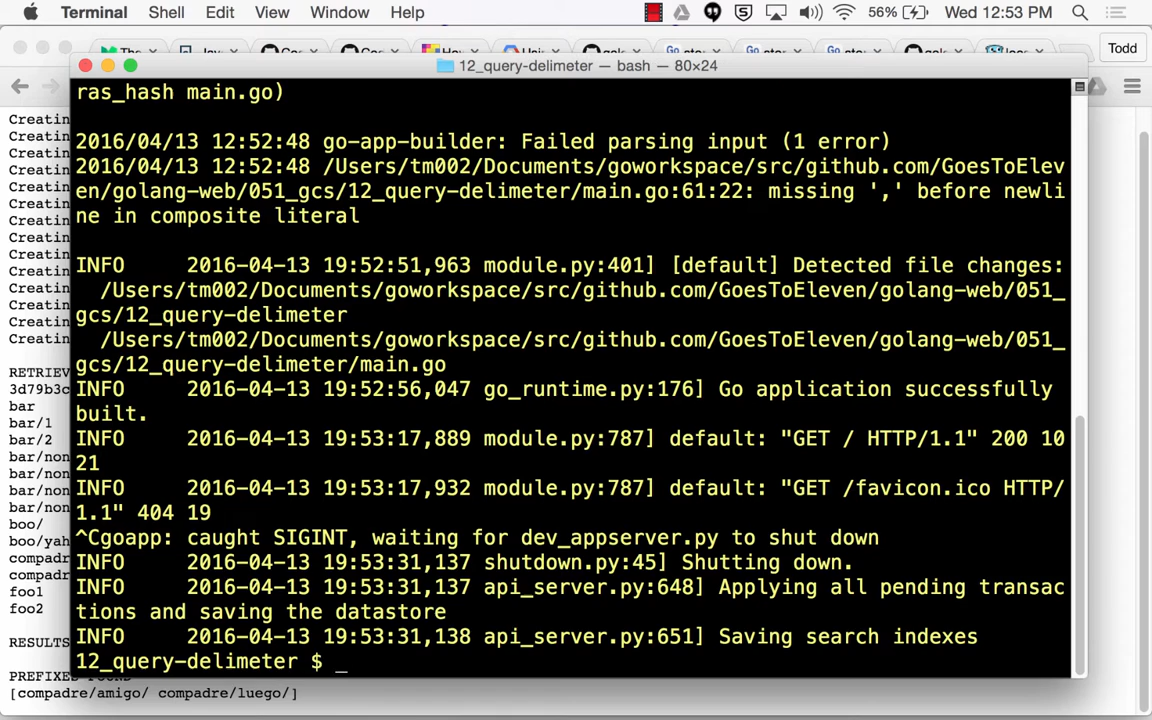 Terminal Shell Edit View Window Help 56% Wed 12:53 PM
Todd
12_query-delimeter — bash — 80×24
ras_hash main.go)
2016/04/13 12:52:48 go-app-builder: Failed parsing input (1 error)
2016/04/13 12:52:48 /Users/tm002/Documents/goworkspace/src/github.com/GoesToElev
en/golang-web/051_gcs/12_query-delimeter/main.go:61:22: missing ',' before newli
ne in composite literal
INFO 2016-04-13 19:52:51,963 module.py:401] [default] Detected file changes:
/Users/tm002/Documents/goworkspace/src/github.com/GoesToEleven/golang-web/051_
gcs/12_query-delimeter
/Users/tm002/Documents/goworkspace/src/github.com/GoesToEleven/golang-web/051_
gcs/12_query-delimeter/main.go
INFO 2016-04-13 19:52:56,047 go_runtime.py:176] Go application successfully
built.
INFO 2016-04-13 19:53:17,889 module.py:787] default: "GET / HTTP/1.1" 200 10
21
INFO 2016-04-13 19:53:17,932 module.py:787] default: "GET /favicon.ico HTTP/
1.1" 404 19
^Cgoapp: caught SIGINT, waiting for dev_appserver.py to shut down
INFO 2016-04-13 19:53:31,137 shutdown.py:45] Shutting down.
INFO 2016-04-13 19:53:31,137 api_server.py:648] Applying all pending transac
tions and saving the datastore
INFO 2016-04-13 19:53:31,138 api_server.py:651] Saving search indexes
12_query-delimeter $ _
Creatin
Creatin
Creatin
Creatin
Creatin
Creatin
Creatin
Creatin
Creatin
Creatin
Creatin
Creatin
Creatin
Creatin
RETRIEV
3d79b3c
bar
bar/1
bar/2
bar/non
bar/non
bar/non
bar/non
boo/
boo/yah
compadr
compadr
foo1
foo2
RESULTS
PREFIXES FOUND
[compadre/amigo/ compadre/luego/]